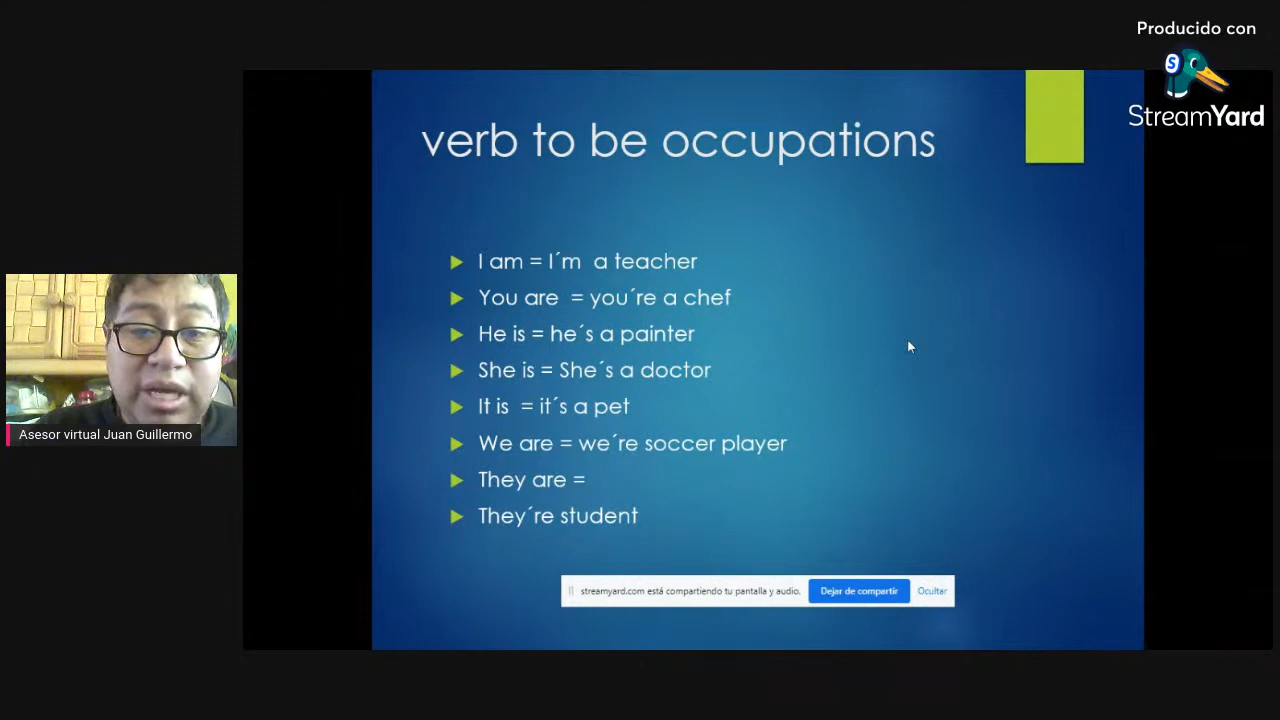 Producido con
StreamYard
verb to be occupations
I am = I´m  a teacher
You are  = you´re a chef
He is = he´s a painter
She is = She´s a doctor
It is  = it´s a pet
We are = we´re soccer player
They are =
They´re student
Asesor virtual Juan Guillermo
streamyard.com está compartiendo tu pantalla y audio.
Dejar de compartir
Ocultar